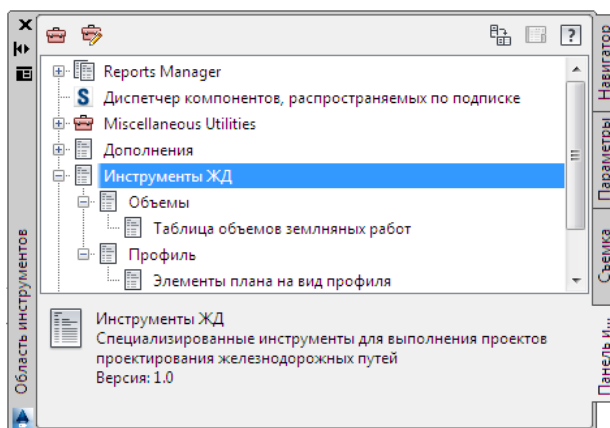 Reports Manager
Диспетчер компонентов, распространяемых по подписке
Miscellaneous Utilities
Дополнения
Инструменты ЖД
Объемы
Таблица объемов землняных работ
Профиль
Элементы плана на вид профиля
Инструменты ЖД
Специализированные инструменты для выполнения проектов
проектирования железнодорожных путей
Версия: 1.0
Область инструментов
Навигатор
Параметры
Съемка
Панель И...